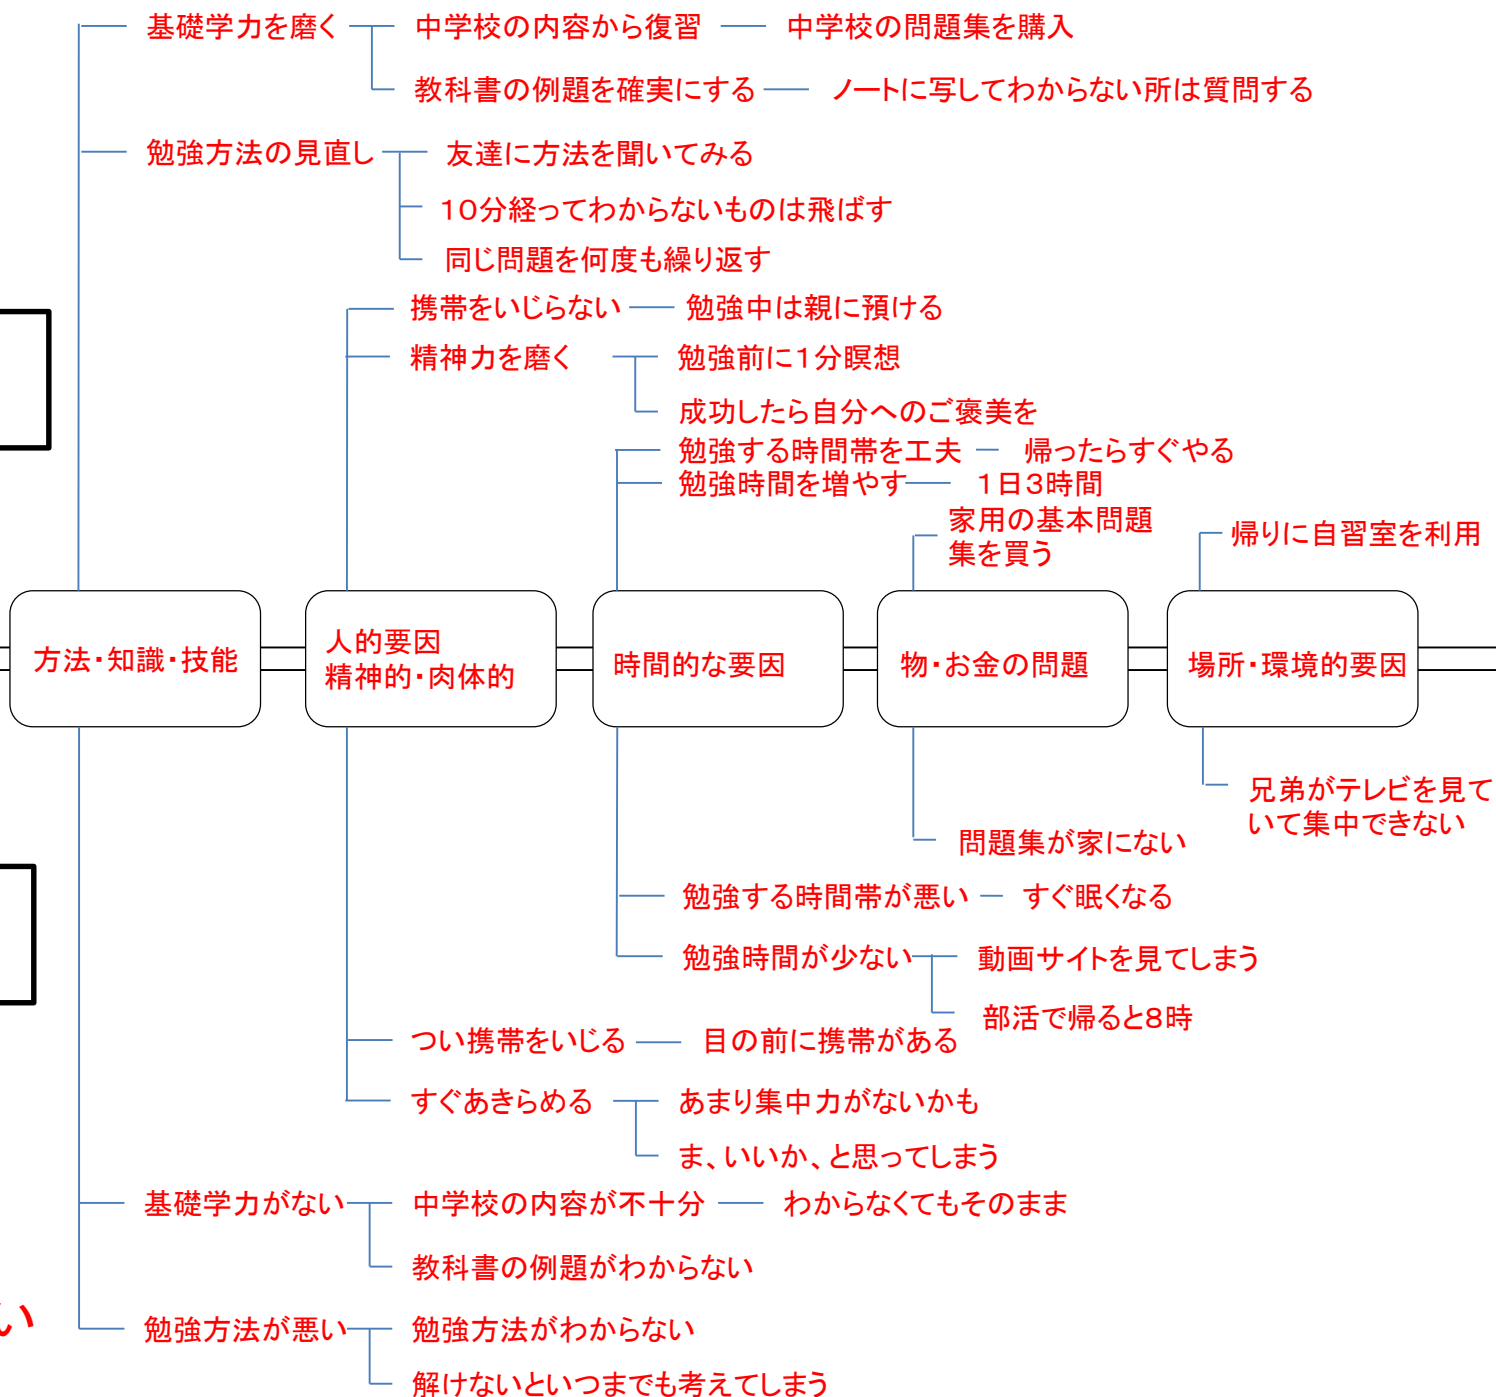 基礎学力を磨く
中学校の内容から復習
中学校の問題集を購入
教科書の例題を確実にする
ノートに写してわからない所は質問する
勉強方法の見直し
友達に方法を聞いてみる
10分経ってわからないものは飛ばす
同じ問題を何度も繰り返す
携帯をいじらない
勉強中は親に預ける
精神力を磨く
勉強前に1分瞑想
成功したら自分へのご褒美を
勉強する時間帯を工夫
帰ったらすぐやる
勉強時間を増やす
1日3時間
家用の基本問題
集を買う
帰りに自習室を利用
方法・知識・技能
人的要因
精神的・肉体的
時間的な要因
物・お金の問題
場所・環境的要因
兄弟がテレビを見て
いて集中できない
問題集が家にない
勉強する時間帯が悪い
すぐ眠くなる
勉強時間が少ない
動画サイトを見てしまう
部活で帰ると8時
つい携帯をいじる
目の前に携帯がある
すぐあきらめる
あまり集中力がないかも
ま、いいか、と思ってしまう
基礎学力がない
中学校の内容が不十分
わからなくてもそのまま
教科書の例題がわからない
い
勉強方法が悪い
勉強方法がわからない
解けないといつまでも考えてしまう